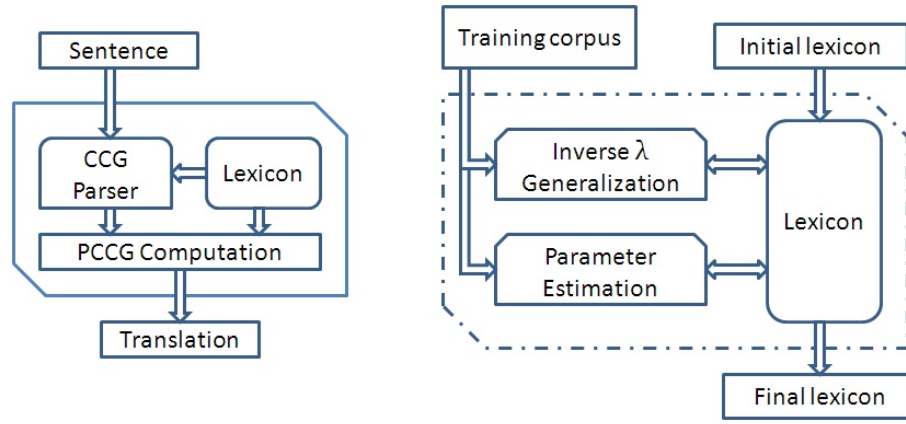 Sentence
CCG
Parser
Lexicon
PCCG Computation
Translation
Training corpus
Initial lexicon
Inverse λ
Generalization
Lexicon
Parameter
Estimation
Final lexicon